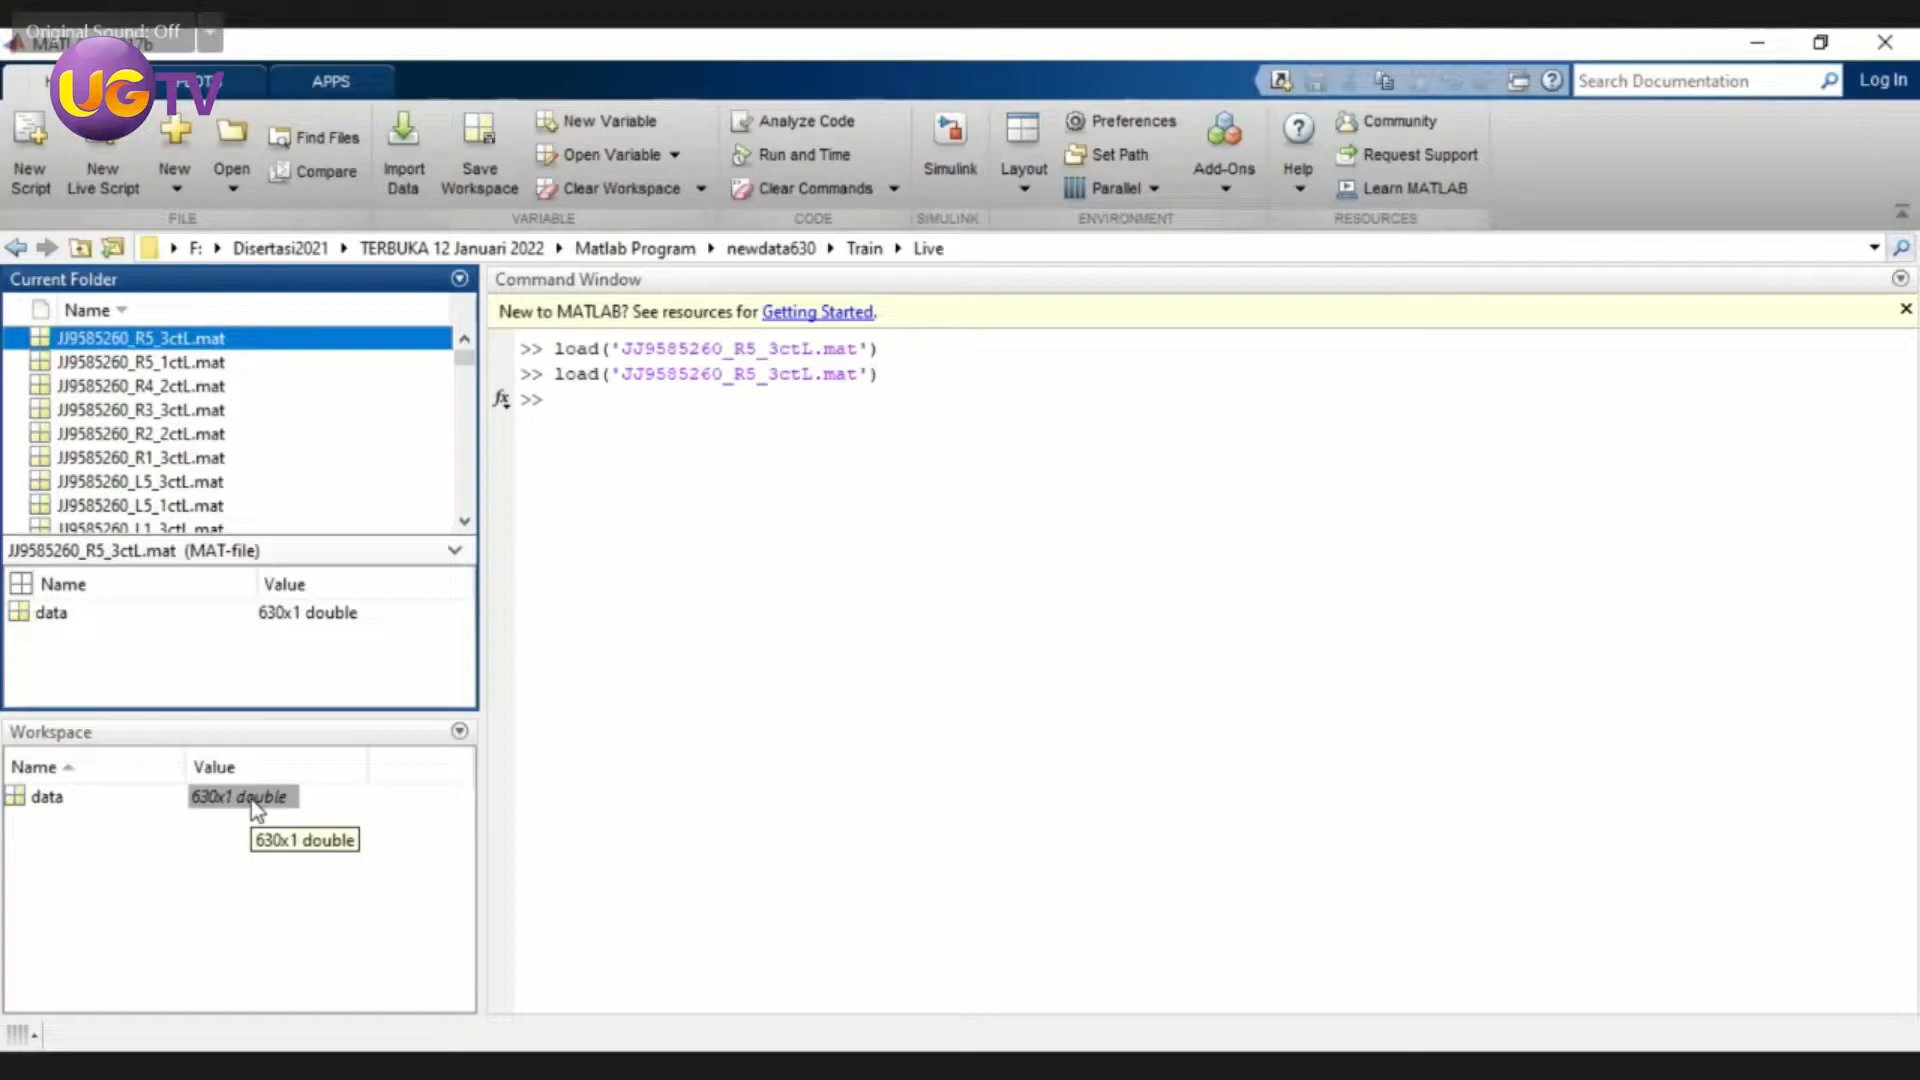 Original Sound: Off
MATLAB
UGTV
PLOTS
APPS
Search Documentation
Log In
New Script
New Live Script
New
Open
Find Files
Compare
FILE
Import Data
Save Workspace
New Variable
Open Variable
Clear Workspace
VARIABLE
Analyze Code
Run and Time
Clear Commands
CODE
Simulink
SIMULINK
Layout
Preferences
Set Path
Parallel
Add-Ons
ENVIRONMENT
Help
Community
Request Support
Learn MATLAB
RESOURCES
F: Disertasi2021 TERBUKA 12 Januari 2022 Matlab Program newdata630 Train Live
Current Folder
Name
JJ9585260_R5_3ctL.mat
JJ9585260_R5_1ctL.mat
JJ9585260_R4_2ctL.mat
JJ9585260_R3_3ctL.mat
JJ9585260_R2_2ctL.mat
JJ9585260_R1_3ctL.mat
JJ9585260_L5_3ctL.mat
JJ9585260_L5_1ctL.mat
JJ9585260_L1_3ctL.mat
JJ9585260_R5_3ctL.mat (MAT-file)
Name Value
data 630x1 double
Workspace
Name Value
data 630x1 double
630x1 double
Command Window
New to MATLAB? See resources for Getting Started.
>> load('JJ9585260_R5_3ctL.mat')
>> load('JJ9585260_R5_3ctL.mat')
fx >>